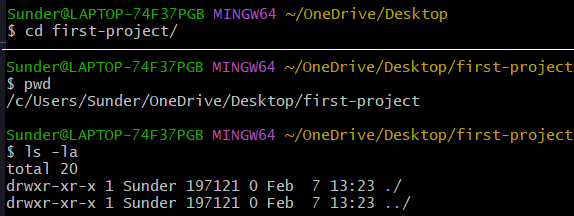 Sunder@LAPTOP-74F37PGB MINGW64 ~/OneDrive/Desktop
$ cd first-project/
Sunder@LAPTOP-74F37PGB MINGW64 ~/OneDrive/Desktop/first-project
$ pwd
/c/Users/Sunder/OneDrive/Desktop/first-project
Sunder@LAPTOP-74F37PGB MINGW64 ~/OneDrive/Desktop/first-project
$ ls -la
total 20
drwxr-xr-x 1 Sunder 197121 0 Feb  7 13:23 ./
drwxr-xr-x 1 Sunder 197121 0 Feb  7 13:23 ../